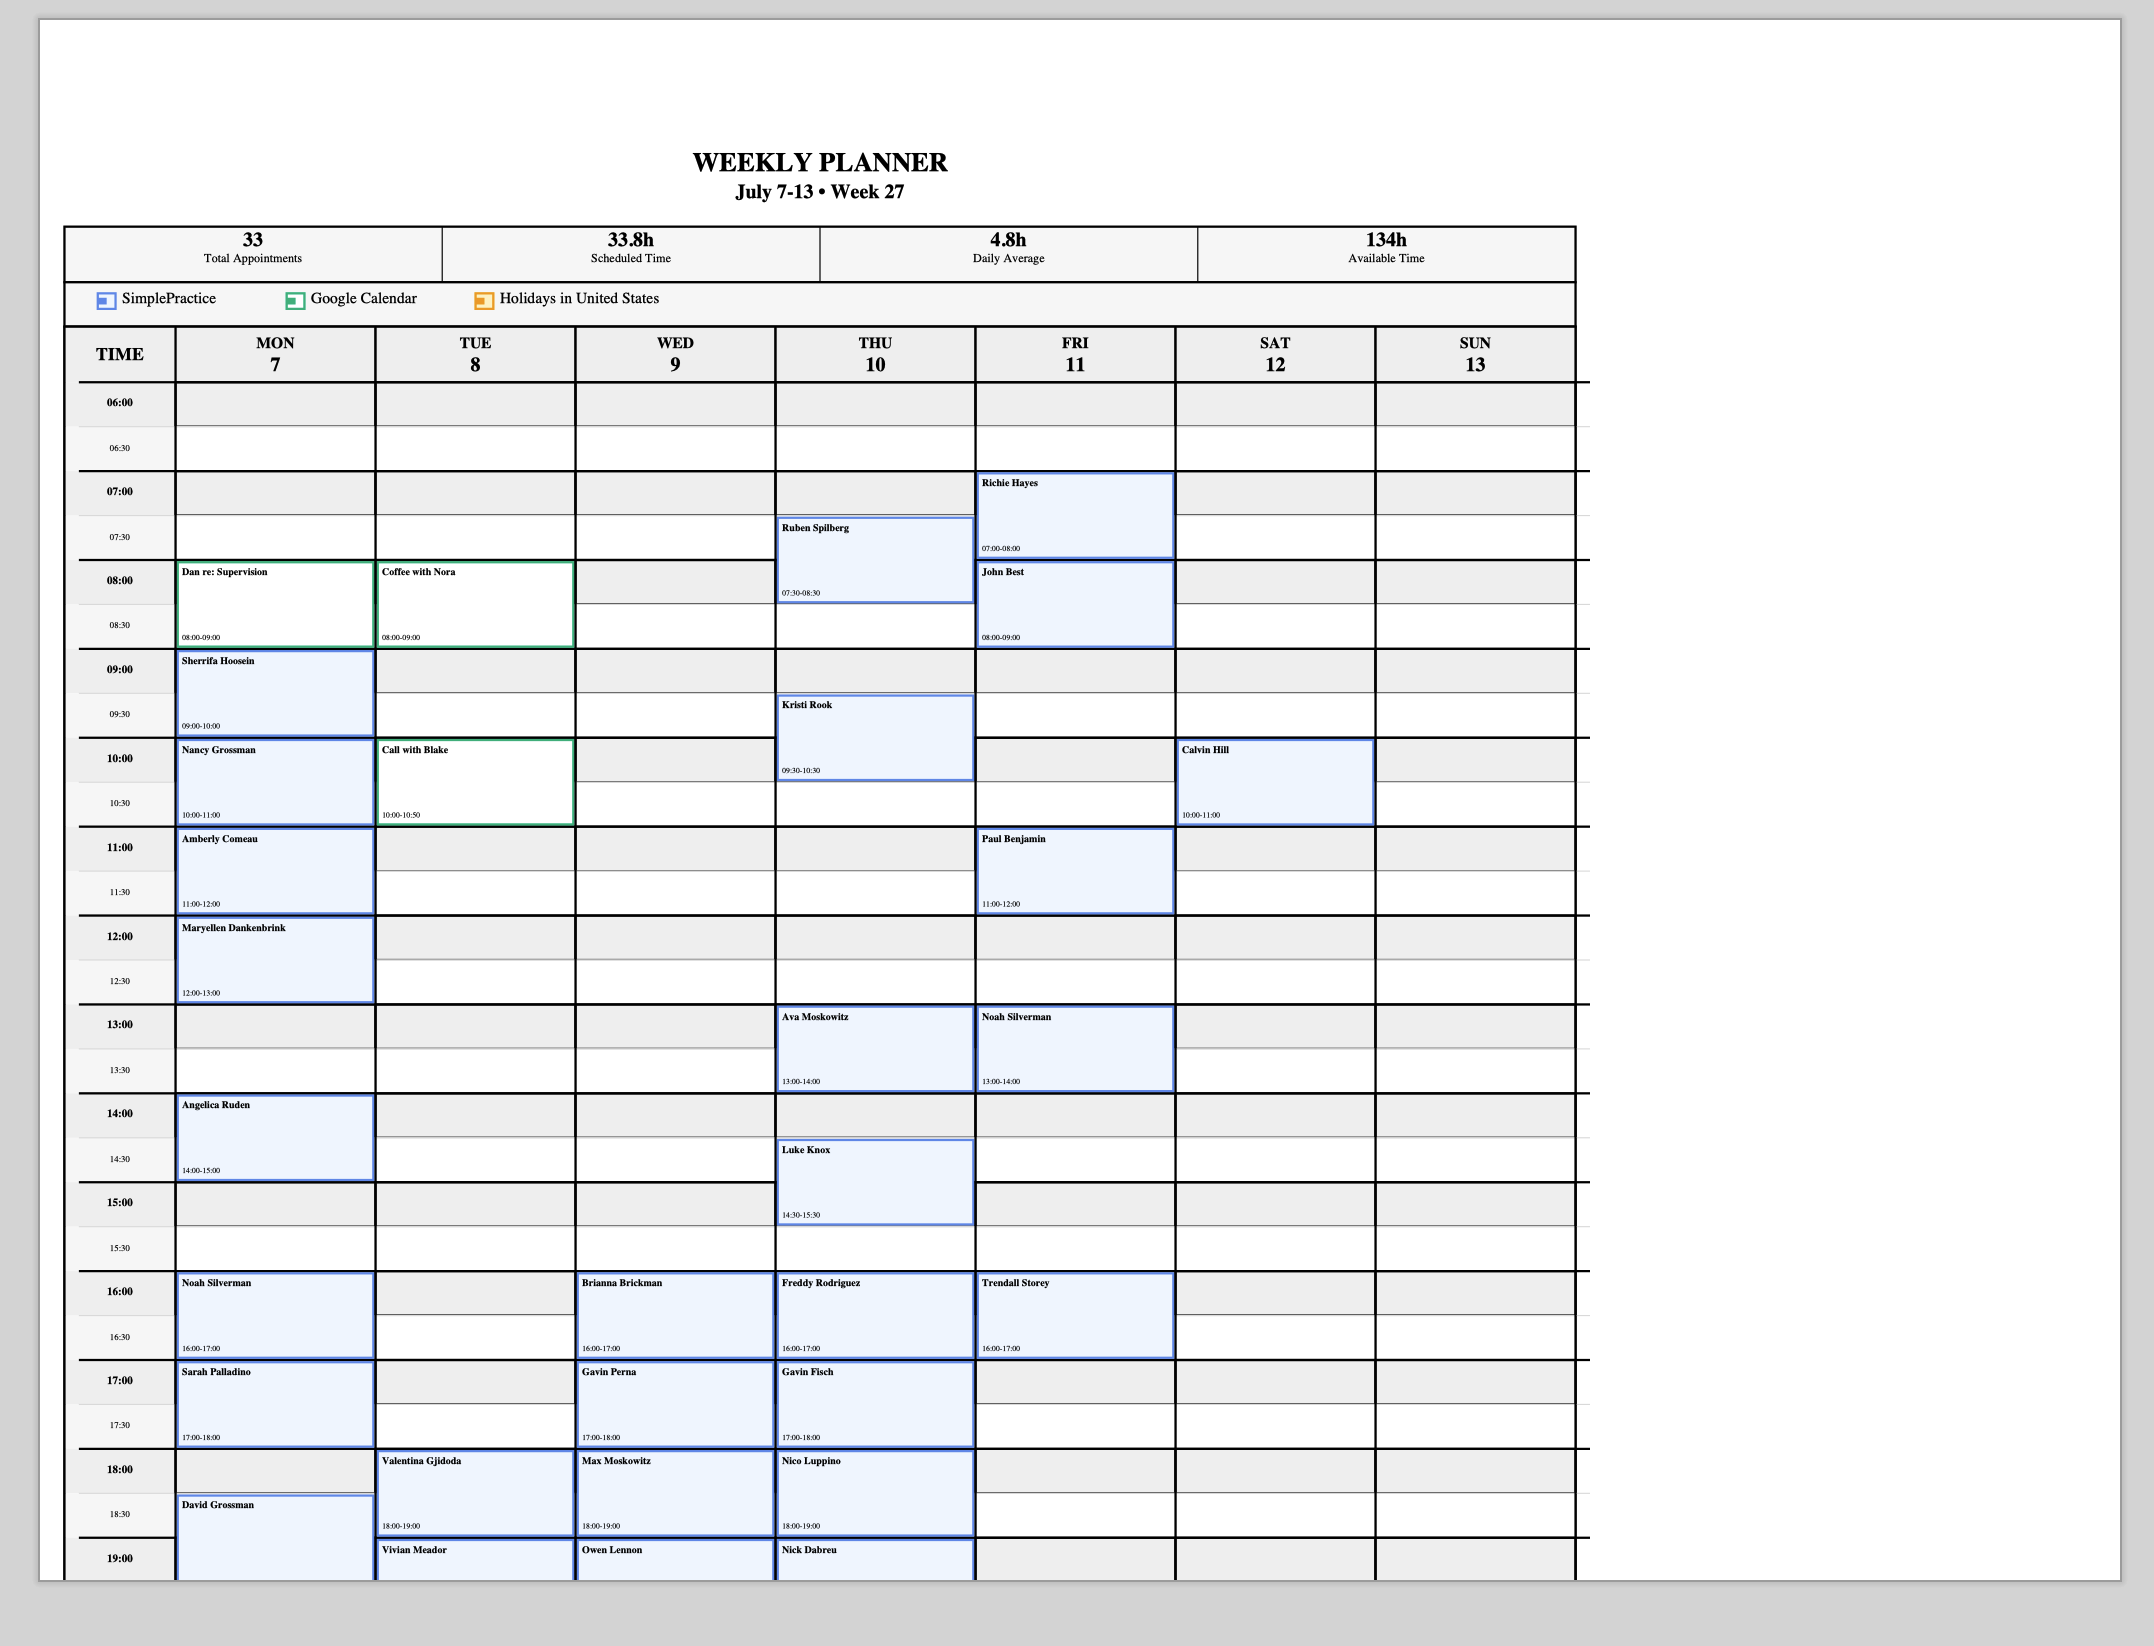 WEEKLY PLANNER
July 7-13 • Week 27
33 33.8h 4.8h 134h
Total Appointments Scheduled Time Daily Average Available Time
SimplePractice Google Calendar Holidays in United States
TIME MON TUE WED THU FRI SAT SUN
7 8 9 10 11 12 13
06:00
06:30
07:00 Richie Hayes
Ruben Spilberg
07:30 07:00-08:00
08:00 Dan re: Supervision Coffee with Nora John Best
07:30-08:30
08:30 08:00-09:00 08:00-09:00 08:00-09:00
09:00 Sherrifa Hoosein
Kristi Rook
09:30 09:00-10:00
10:00 Nancy Grossman Call with Blake Calvin Hill
09:30-10:30
10:30 10:00-11:00 10:00-10:50 10:00-11:00
11:00 Amberly Comeau Paul Benjamin
11:30 11:00-12:00 11:00-12:00
12:00 Maryellen Dankenbrink
12:30 12:00-13:00
13:00 Ava Moskowitz Noah Silverman
13:30 13:00-14:00 13:00-14:00
14:00 Angelica Ruden
Luke Knox
14:30 14:00-15:00
15:00
14:30-15:30
15:30
16:00 Noah Silverman Brianna Brickman Freddy Rodriguez Trendall Storey
16:30 16:00-17:00 16:00-17:00 16:00-17:00 16:00-17:00
17:00 Sarah Palladino Gavin Perna Gavin Fisch
17:30 17:00-18:00 17:00-18:00 17:00-18:00
18:00 Valentina Gjidoda Max Moskowitz Nico Luppino
David Grossman
18:30 18:00-19:00 18:00-19:00 18:00-19:00
19:00 Vivian Meador Owen Lennon Nick Dabreu